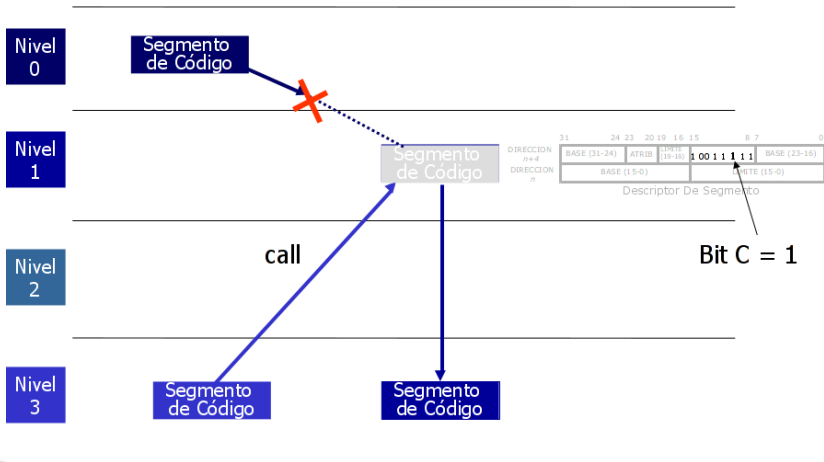 Nivel
0
Segmento
de Código
Nivel
1
Segmento
de Código
DIRECCION
n+4
DIRECCION
n
31 24 23 20 19 16 15 8 7 0
BASE (31-24) ATRIB LIMITE (19-16) 1 00 1 1 1 1 1 BASE (23-16)
BASE (15-0) LIMITE (15-0)
Descriptor De Segmento
Nivel
2
call
Bit C = 1
Nivel
3
Segmento
de Código
Segmento
de Código